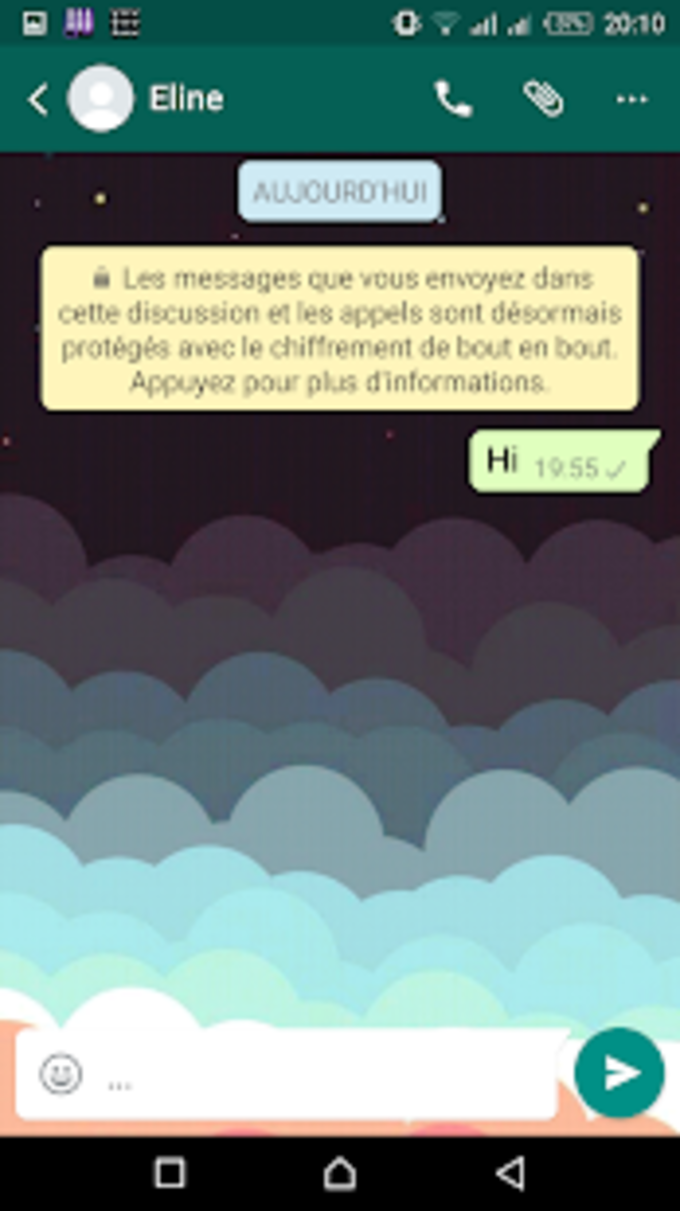 20:10
Eline
AUJOURD'HUI
Les messages que vous envoyez dans
cette discussion et les appels sont désormais
protégés avec le chiffrement de bout en bout.
Appuyez pour plus d'informations.
Hi 19:55
...